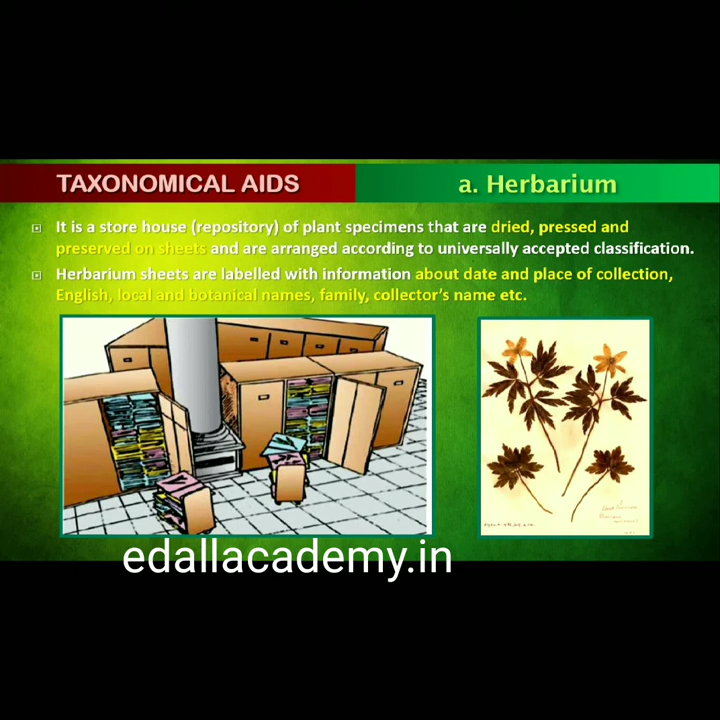 TAXONOMICAL AIDS
a. Herbarium
It is a store house (repository) of plant specimens that are dried, pressed and
preserved on sheets and are arranged according to universally accepted classification.
Herbarium sheets are labelled with information about date and place of collection,
English, local and botanical names, family, collector's name etc.
edallacademy.in